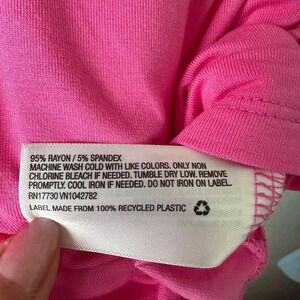 95% RAYON / 5% SPANDEX
MACHINE WASH COLD WITH LIKE COLORS. ONLY NON
CHLORINE BLEACH IF NEEDED. TUMBLE DRY LOW. REMOVE
PROMPTLY. COOL IRON IF NEEDED. DO NOT IRON ON LABEL.
RN17730 VN1042782
LABEL MADE FROM 100% RECYCLED PLASTIC